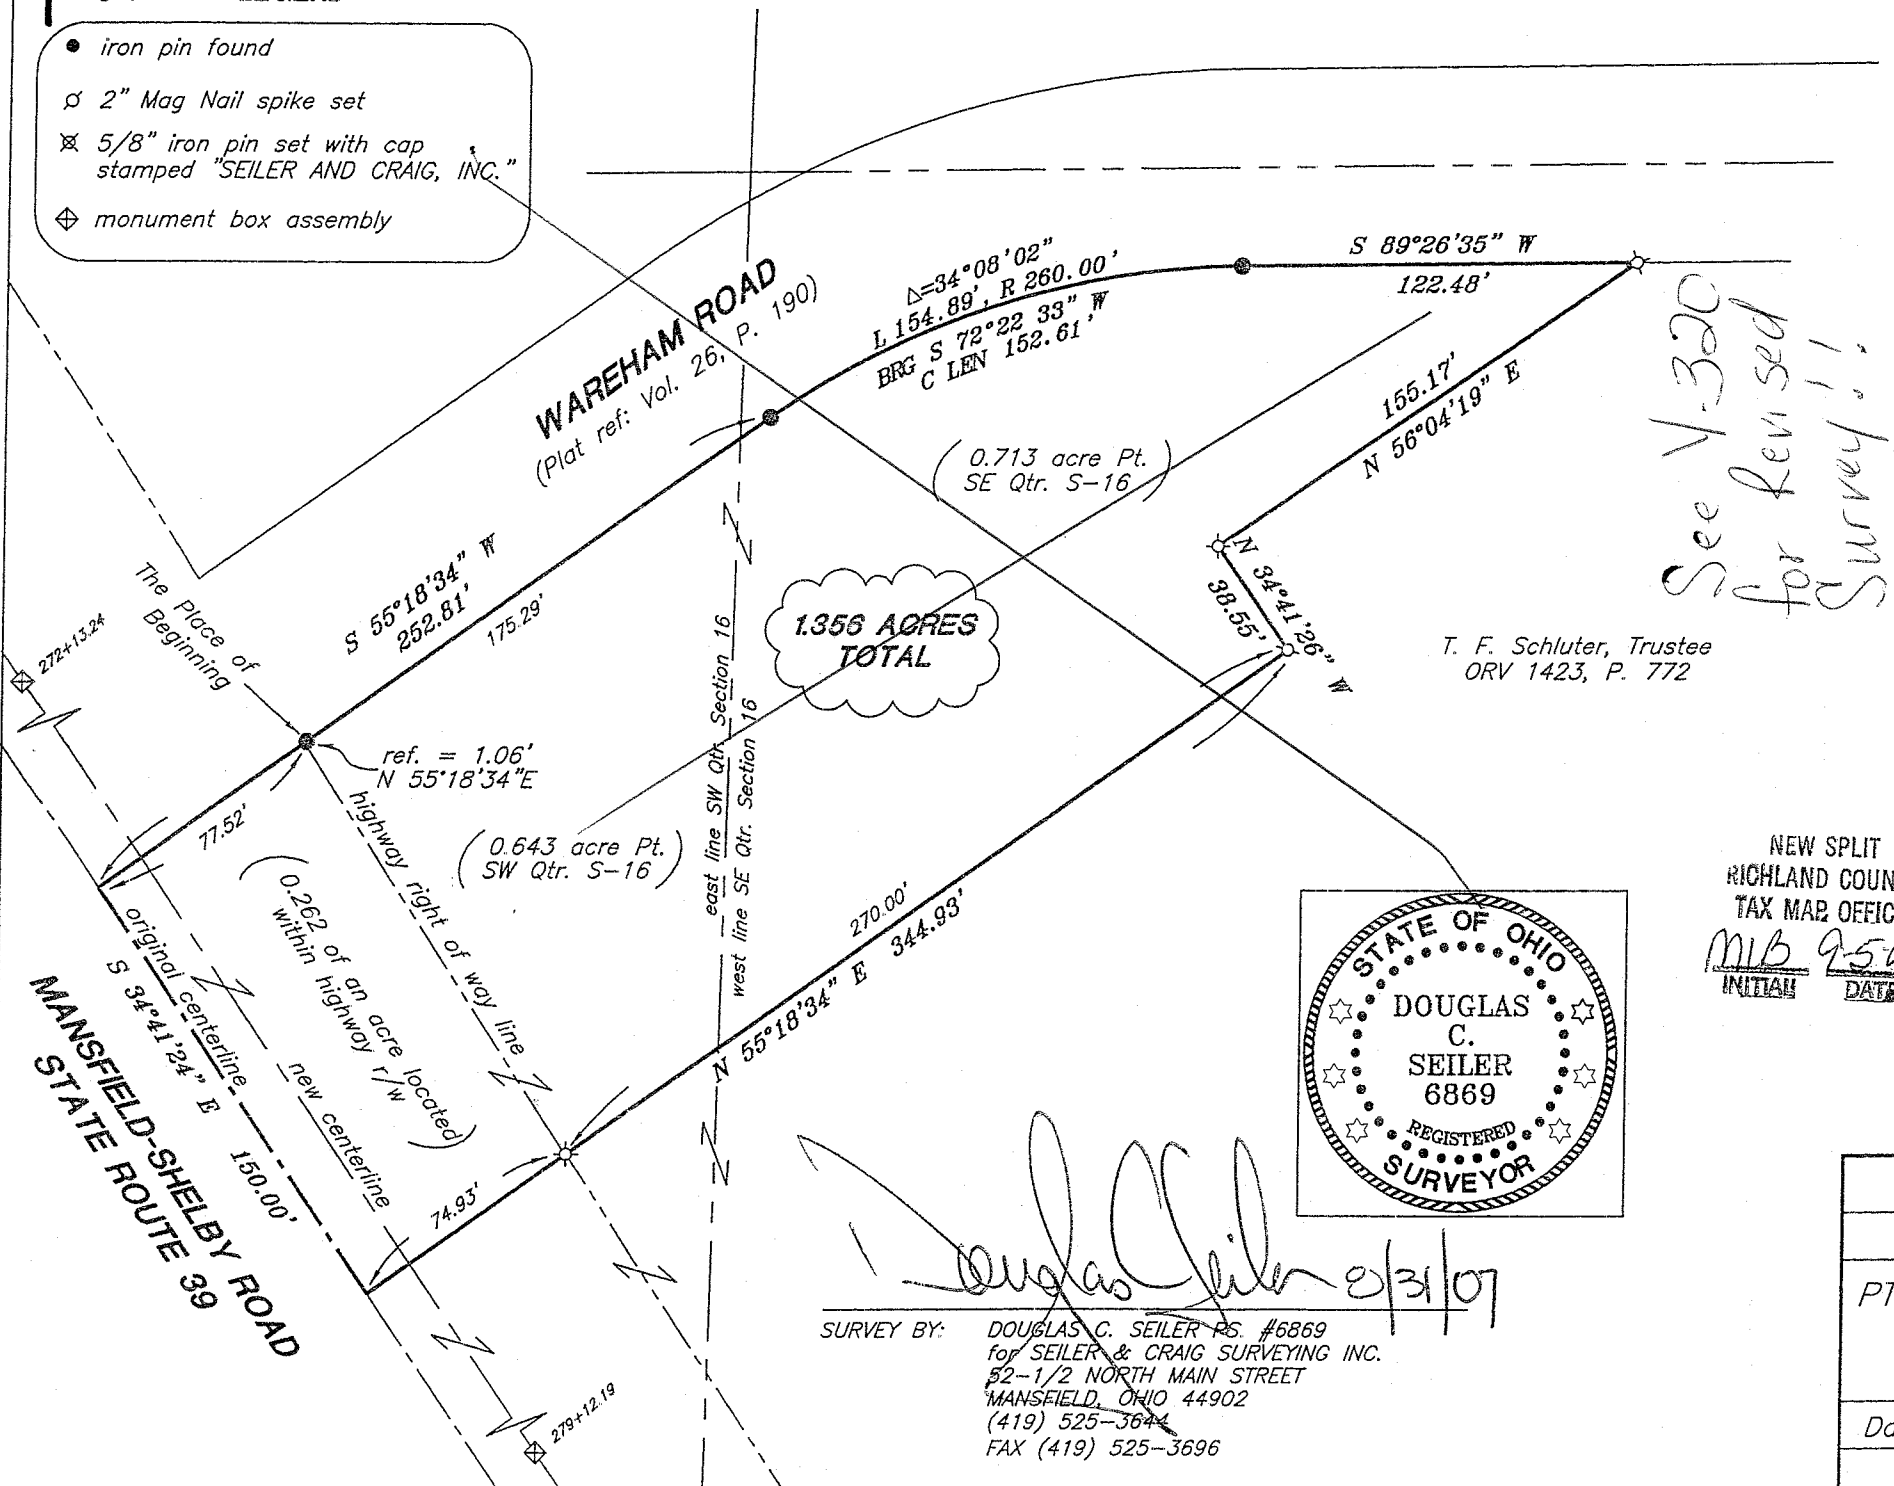 iron pin found
2" Mag Nail spike set
5/8" iron pin set with cap
stamped "SEILER AND CRAIG, INC."
monument box assembly
WAREHAM ROAD
(Plat ref: Vol. 26, P. 190)
Δ=34°08'02"
L 154.89', R 260.00'
BRG S 72°22 33" W
C LEN 152.61'
S 89°26'35" W
122.48'
155.17'
N 56°04'19" E
See V-320
for Revised
Survey!!!
(0.713 acre Pt.
SE Qtr. S-16)
N 34°41'26" W
38.55'
S 55°18'34" W
252.81'
175.29'
The Place of
Beginning
272+13.24
1.356 ACRES
TOTAL
T. F. Schluter, Trustee
ORV 1423, P. 772
ref. = 1.06'
N 55°18'34"E
77.52'
highway right of way line
(0.643 acre Pt.
SW Qtr. S-16)
east line SW Qtr. Section 16
west line SE Qtr. Section 16
(0.262 of an acre located
within highway r/w)
original centerline
S 34°41'24" E 150.00'
new centerline
MANSFIELD-SHELBY ROAD
STATE ROUTE 39
270.00'
N 55°18'34" E 344.93'
74.93'
279+12.19
NEW SPLIT
RICHLAND COUN
TAX MAP OFFIC
MIB 9-5-
INITIAL DATE
STATE OF OHIO
DOUGLAS
C.
SEILER
6869
REGISTERED
SURVEYOR
Douglas C Seiler 8/31/07
SURVEY BY: DOUGLAS C. SEILER PS. #6869
for SEILER & CRAIG SURVEYING INC.
52-1/2 NORTH MAIN STREET
MANSFIELD, OHIO 44902
(419) 525-3644
FAX (419) 525-3696
PT
Da